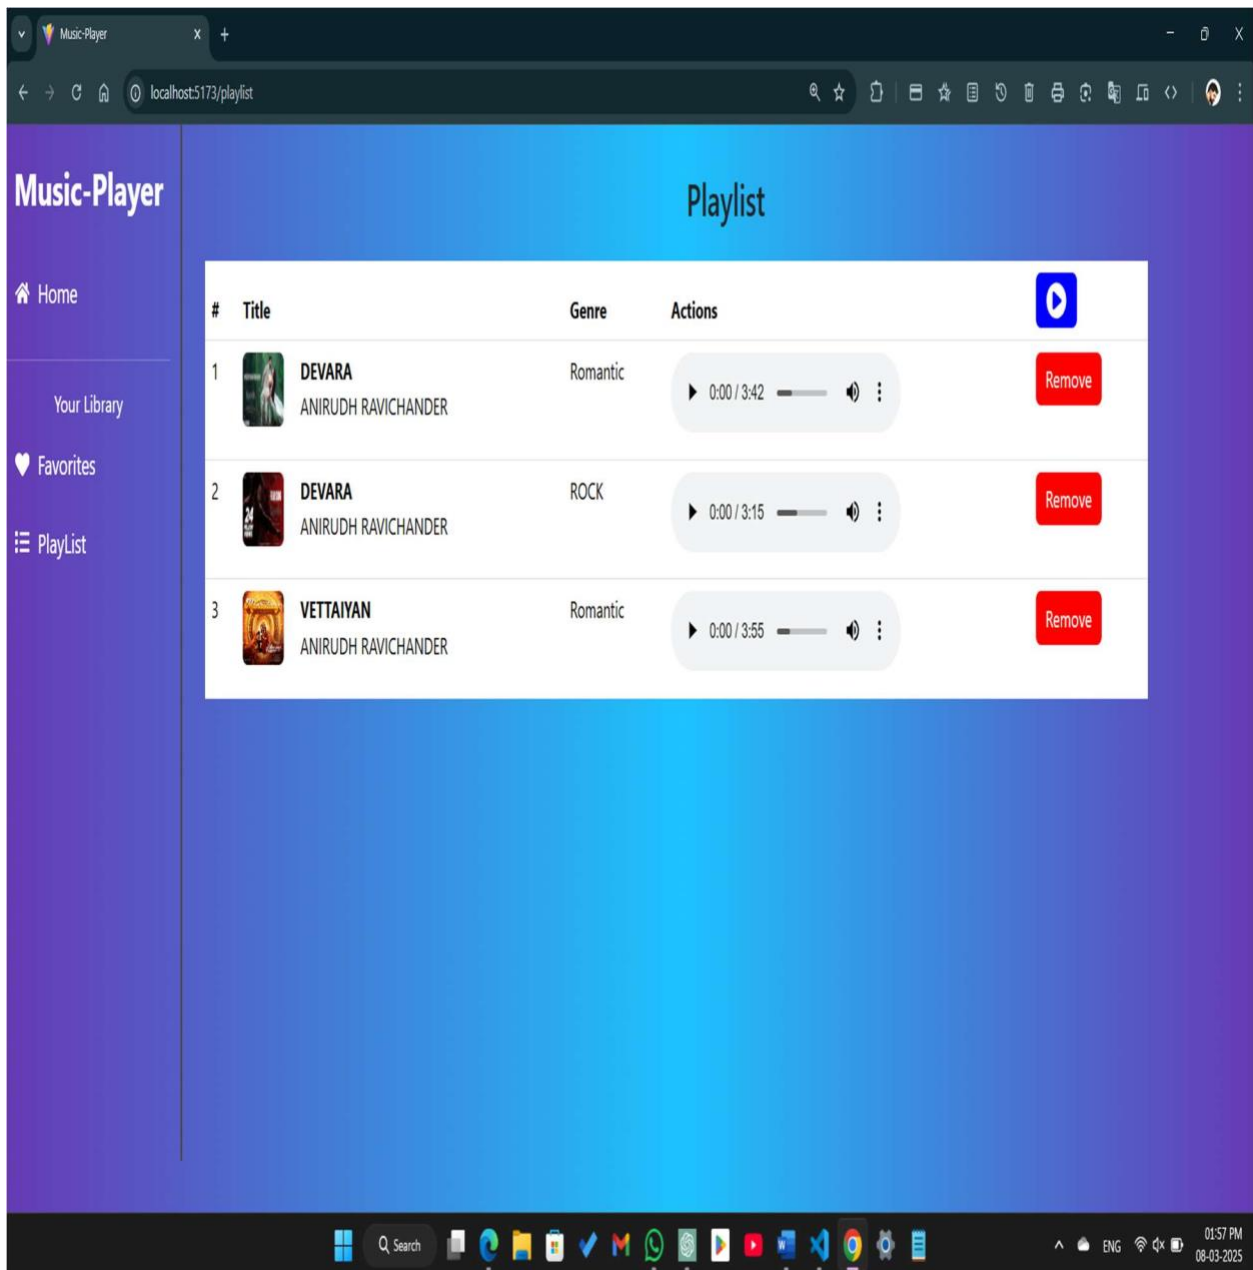 Music-Player
localhost:5173/playlist
Music-Player
Home
Your Library
Favorites
PlayList
Playlist
# Title Genre Actions
1 DEVARA Romantic 0:00 / 3:42 Remove
ANIRUDH RAVICHANDER
2 DEVARA ROCK 0:00 / 3:15 Remove
ANIRUDH RAVICHANDER
3 VETTAIYAN Romantic 0:00 / 3:55 Remove
ANIRUDH RAVICHANDER
Search
ENG
01:57 PM
08-03-2025